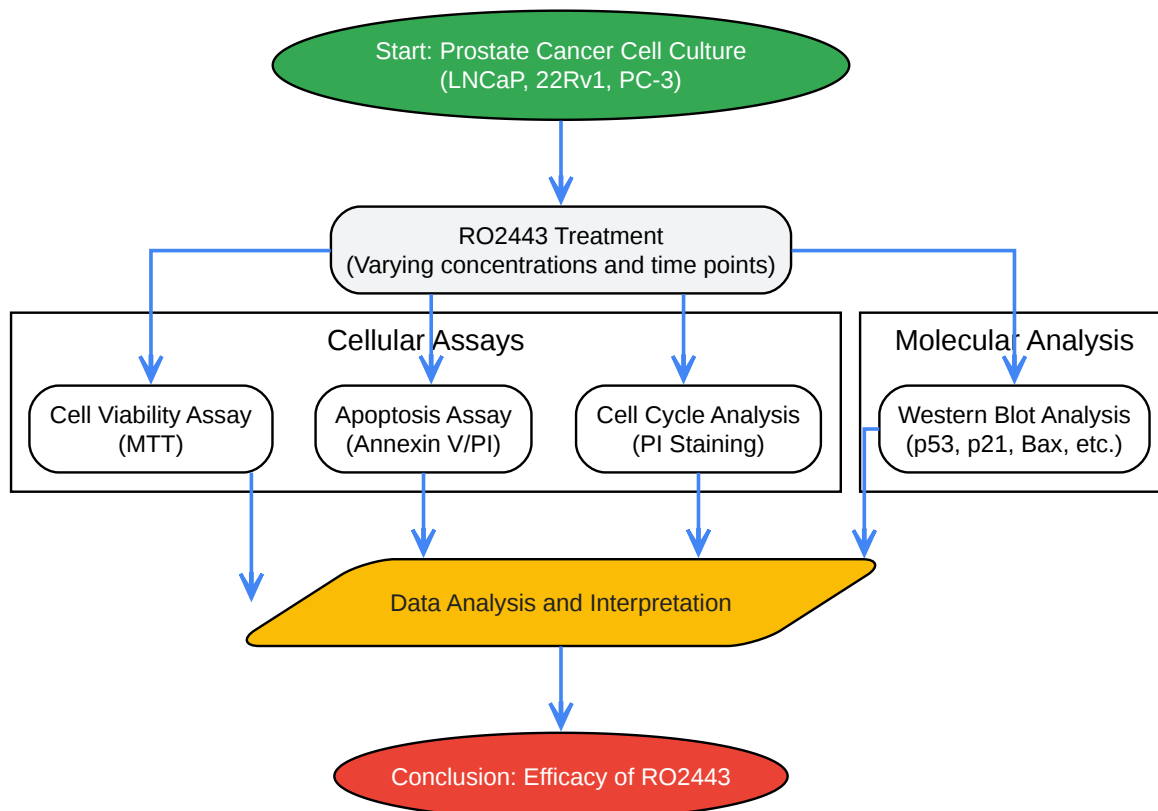 Start: Prostate Cancer Cell Culture
(LNCaP, 22Rv1, PC-3)
RO2443 Treatment
(Varying concentrations and time points)
Cellular Assays
Molecular Analysis
Cell Viability Assay
(MTT)
Apoptosis Assay
(Annexin V/PI)
Cell Cycle Analysis
(PI Staining)
Western Blot Analysis
(p53, p21, Bax, etc.)
Data Analysis and Interpretation
Conclusion: Efficacy of RO2443